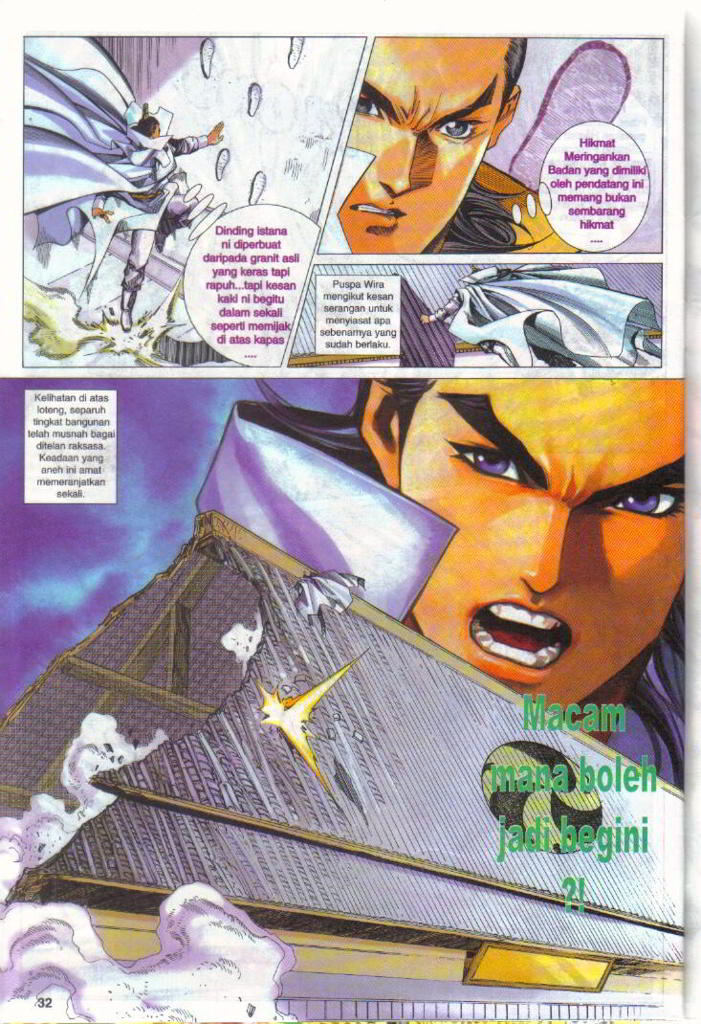 Dinding istana
ni diperbuat
daripada granit asli
yang keras tapi
rapuh...tapi kesan
kaki ni begitu
dalam sekali
seperti memijak
di atas kapas
....
Hikmat
Meringankan
Badan yang dimiliki
oleh pendatang ini
memang bukan
sembarang
hikmat
....
Puspa Wira
mengikut kesan
serangan untuk
menyiasat apa
sebenarnya yang
sudah berlaku.
Kelihatan di atas
loteng, separuh
tingkat bangunan
telah musnah bagai
ditelan raksasa.
Keadaan yang
aneh ini amat
memeranjatkan
sekali.
Macam
mana boleh
jadi begini
?!
32